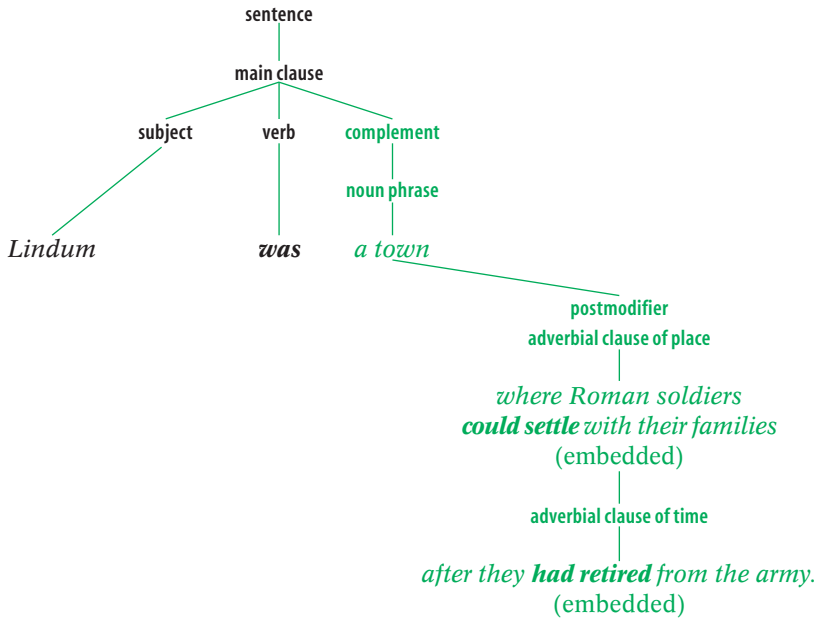 sentence
main clause
subject verb complement
noun phrase
Lindum was a town
postmodifier
adverbial clause of place
where Roman soldiers
could settle with their families
(embedded)
adverbial clause of time
after they had retired from the army.
(embedded)